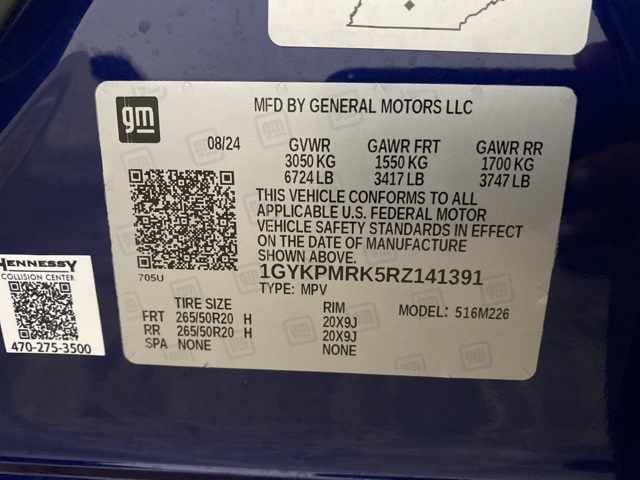 gm
MFD BY GENERAL MOTORS LLC
08/24 GVWR GAWR FRT GAWR RR
3050 KG 1550 KG 1700 KG
6724 LB 3417 LB 3747 LB
THIS VEHICLE CONFORMS TO ALL
APPLICABLE U.S. FEDERAL MOTOR
VEHICLE SAFETY STANDARDS IN EFFECT
ON THE DATE OF MANUFACTURE
SHOWN ABOVE.
705U
1GYKPMRK5RZ141391
TYPE: MPV
TIRE SIZE RIM MODEL: 516M226
FRT 265/50R20 H 20X9J
RR 265/50R20 H 20X9J
SPA NONE NONE
HENNESSY
COLLISION CENTER
470-275-3500